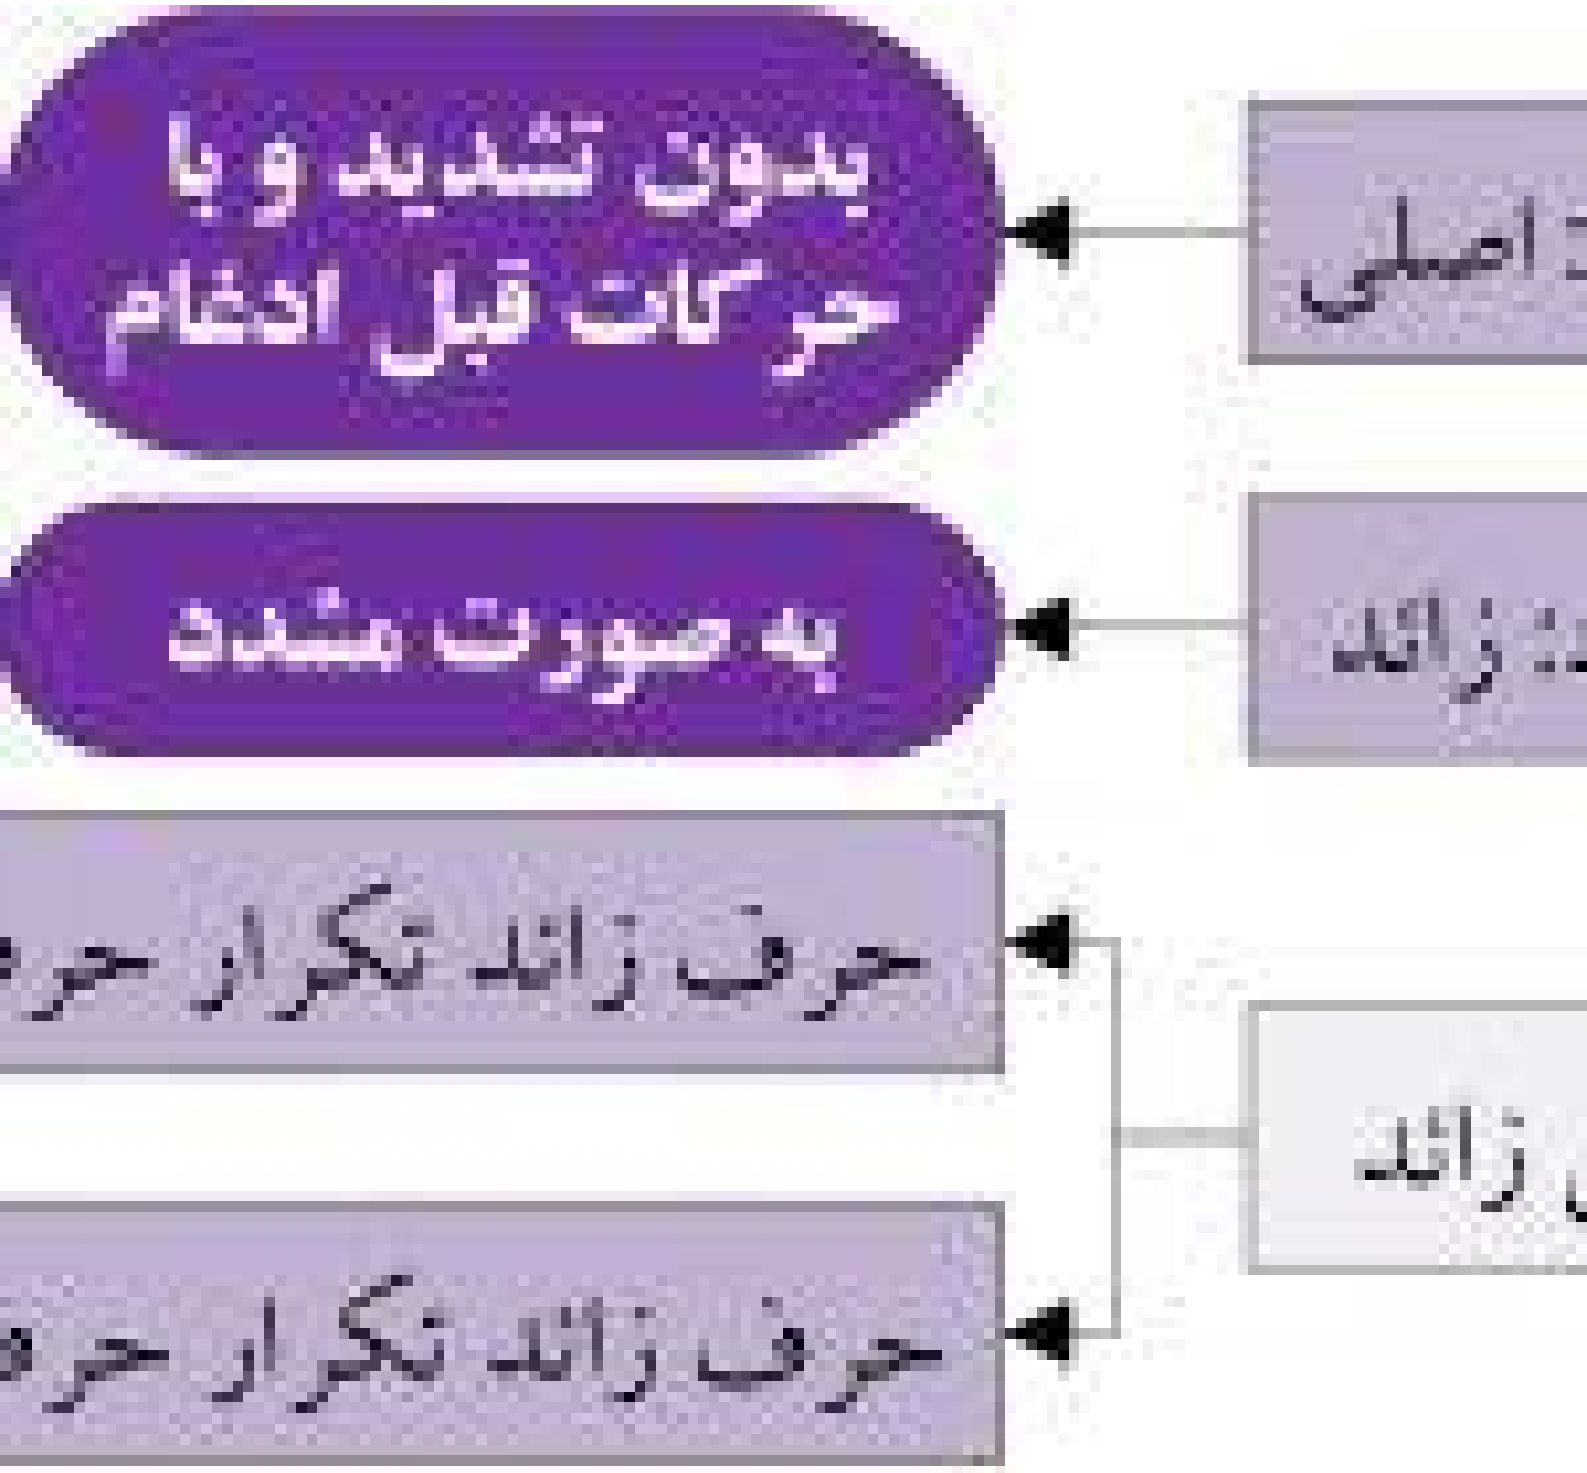 اصلی
بدون تشدید و با
حرکات قبل ادغام
زائد
به صورت مشدد
زائد
حرف زائد تکرار
حرف زائد تکرار